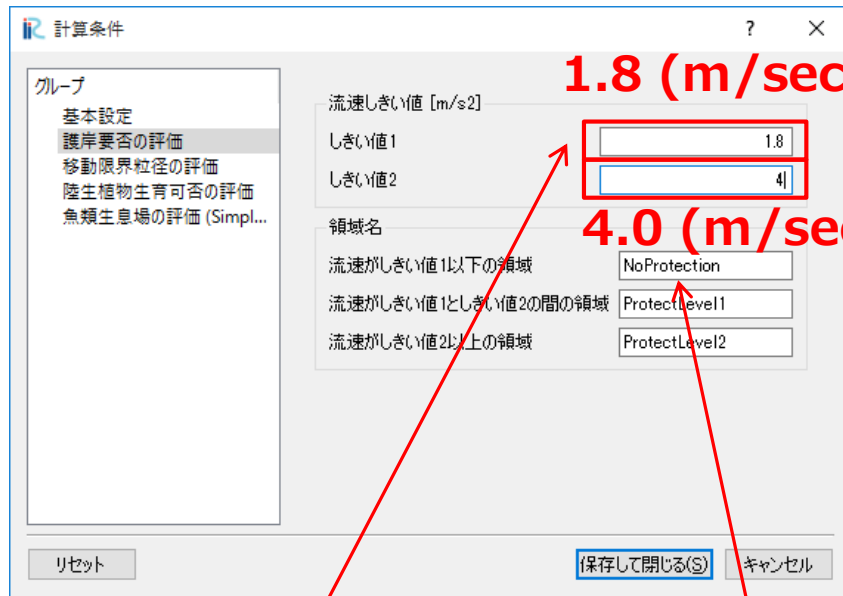 iRIC 計算条件
? ×
グループ
基本設定
護岸要否の評価
移動限界粒径の評価
陸生植物生育可否の評価
魚類生息場の評価 (Simpl...
1.8 (m/sec
流速しきい値 [m/s2]
しきい値1 1.8
しきい値2 4
4.0 (m/sec
領域名
流速がしきい値1以下の領域 NoProtection
流速がしきい値1としきい値2の間の領域 ProtectLevel1
流速がしきい値2以上の領域 ProtectLevel2
リセット 保存して閉じる(S) キャンセル